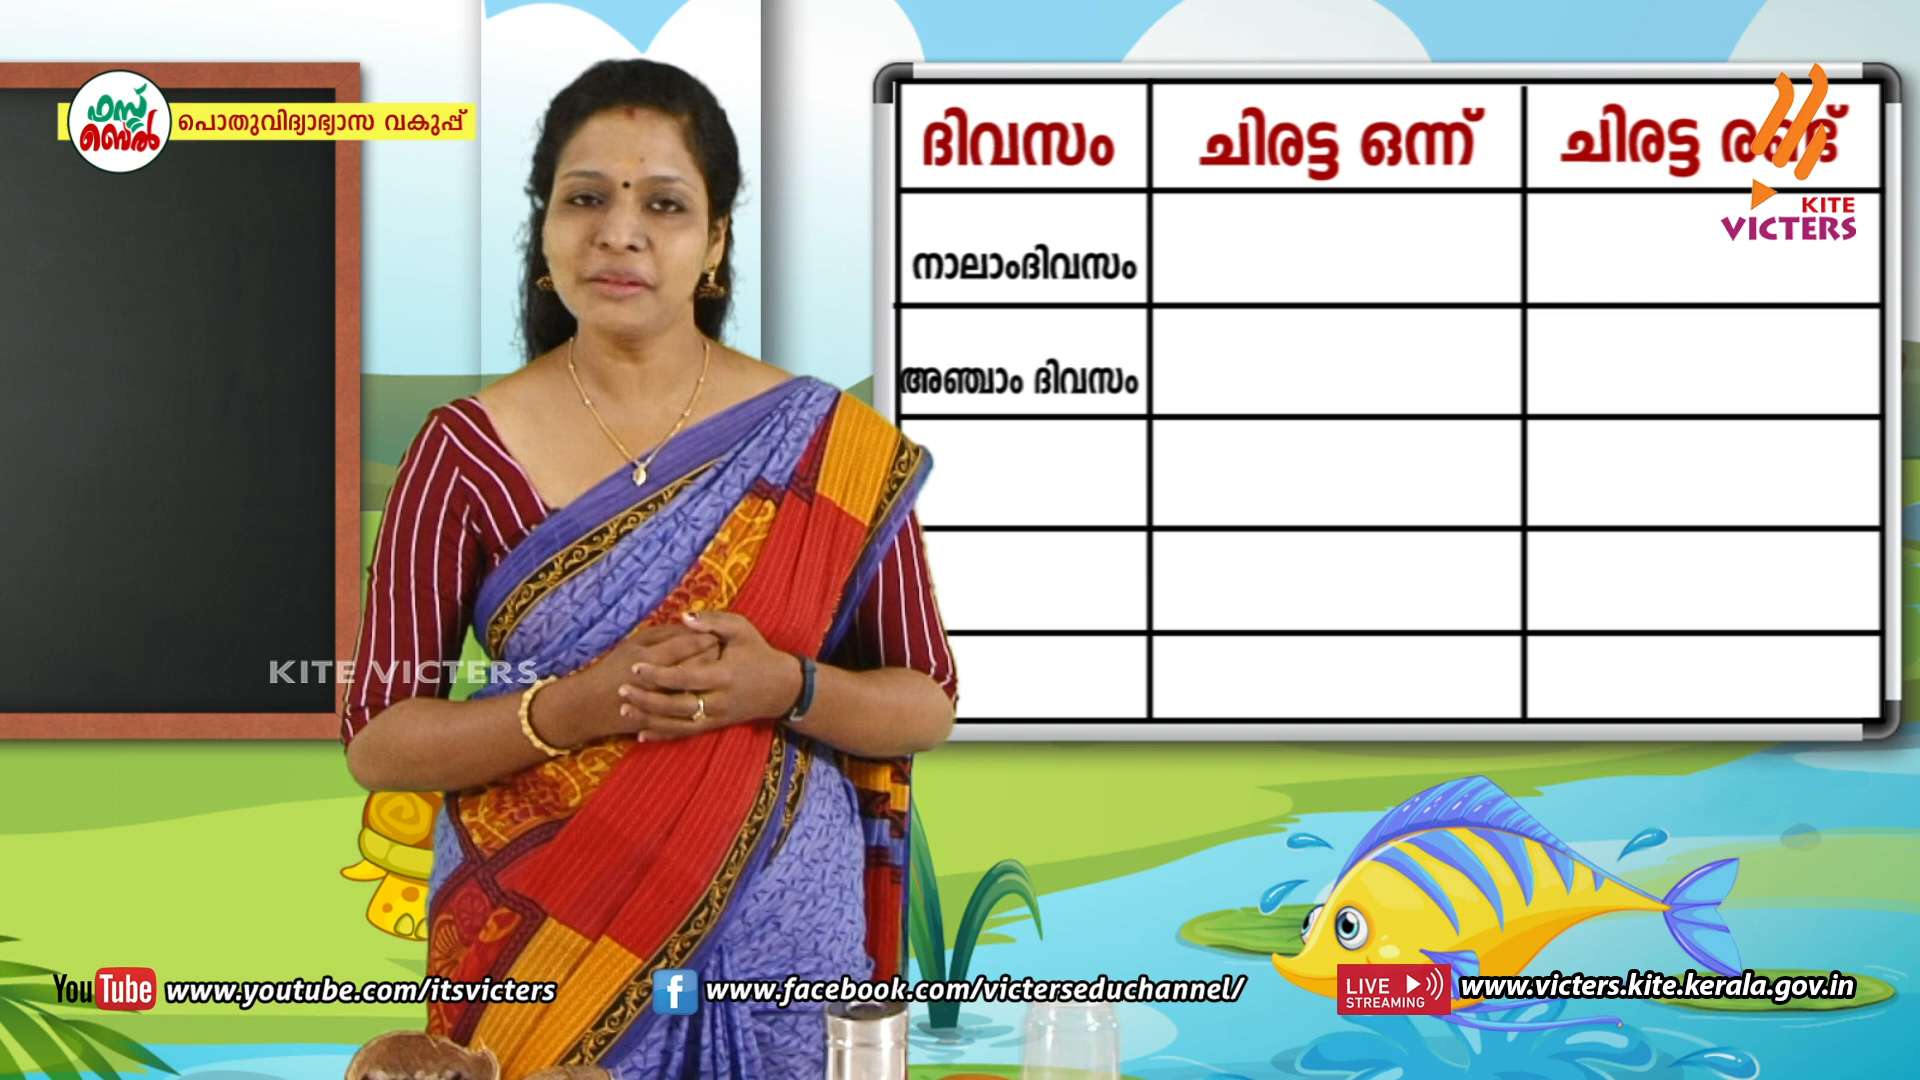 ഫസ്റ്റ്
ബെൽ
പൊതുവിദ്യാഭ്യാസ വകുപ്പ്
ദിവസം ചിരട്ട ഒന്ന് ചിരട്ട രണ്ട്
KITE
VICTERS
നാലാംദിവസം
അഞ്ചാം ദിവസം
KITE VICTERS
YouTube www.youtube.com/itsvicters
f www.facebook.com/victerseduchannel/
LIVE
STREAMING
www.victers.kite.kerala.gov.in